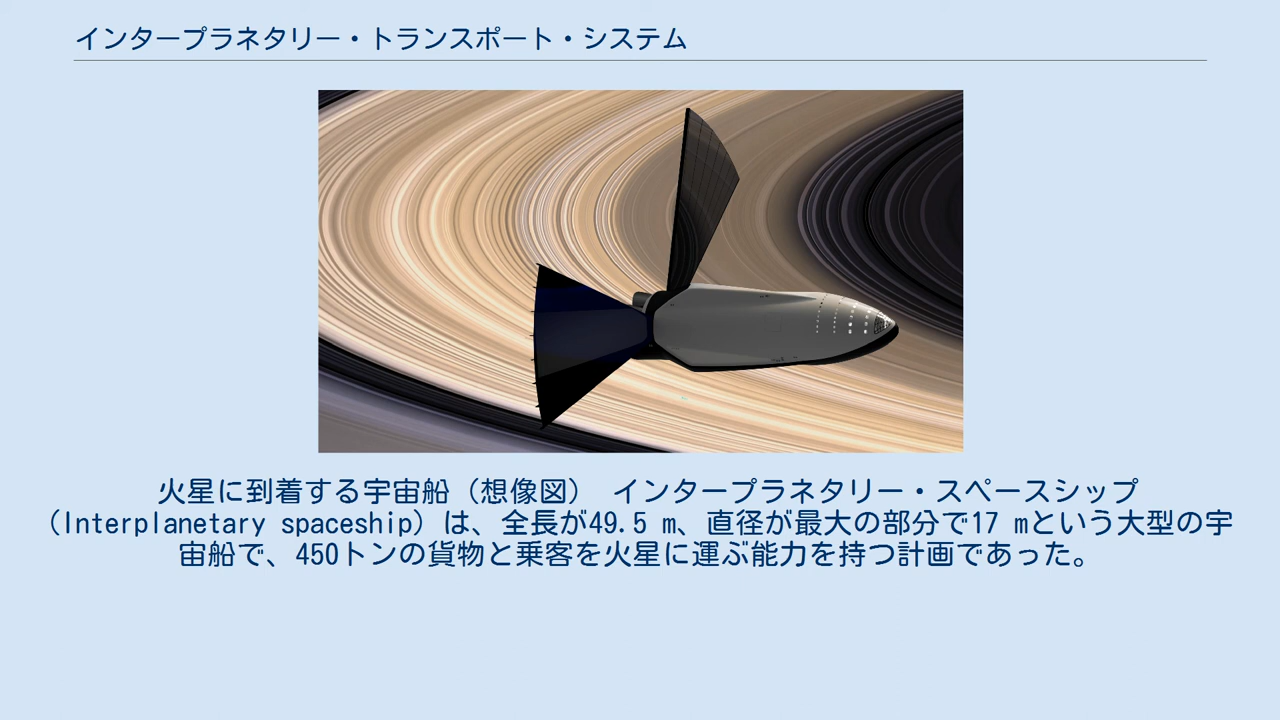 インタープラネタリー・トランスポート・システム
火星に到着する宇宙船（想像図） インタープラネタリー・スペースシップ
（Interplanetary spaceship）は、全長が49.5 m、直径が最大の部分で17 mという大型の宇
宙船で、450トンの貨物と乗客を火星に運ぶ能力を持つ計画であった。